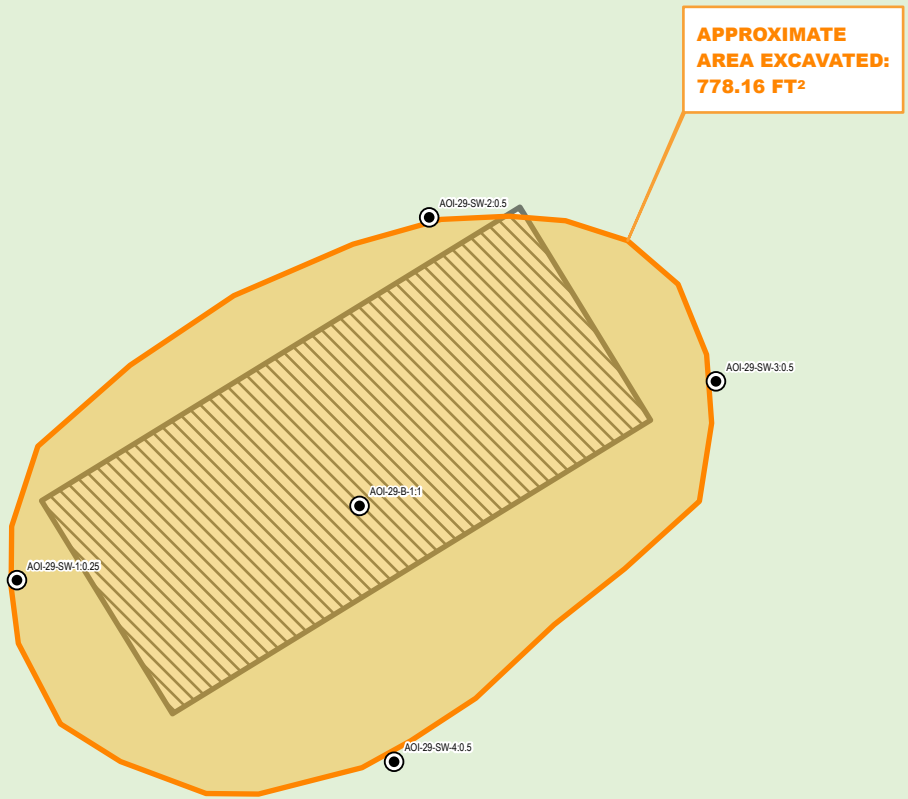 APPROXIMATE
AREA EXCAVATED:
778.16 FT²
AOI-29-SW-2:0.5
AOI-29-SW-3:0.5
AOI-29-B-1:1
AOI-29-SW-1:0.25
AOI-29-SW-4:0.5